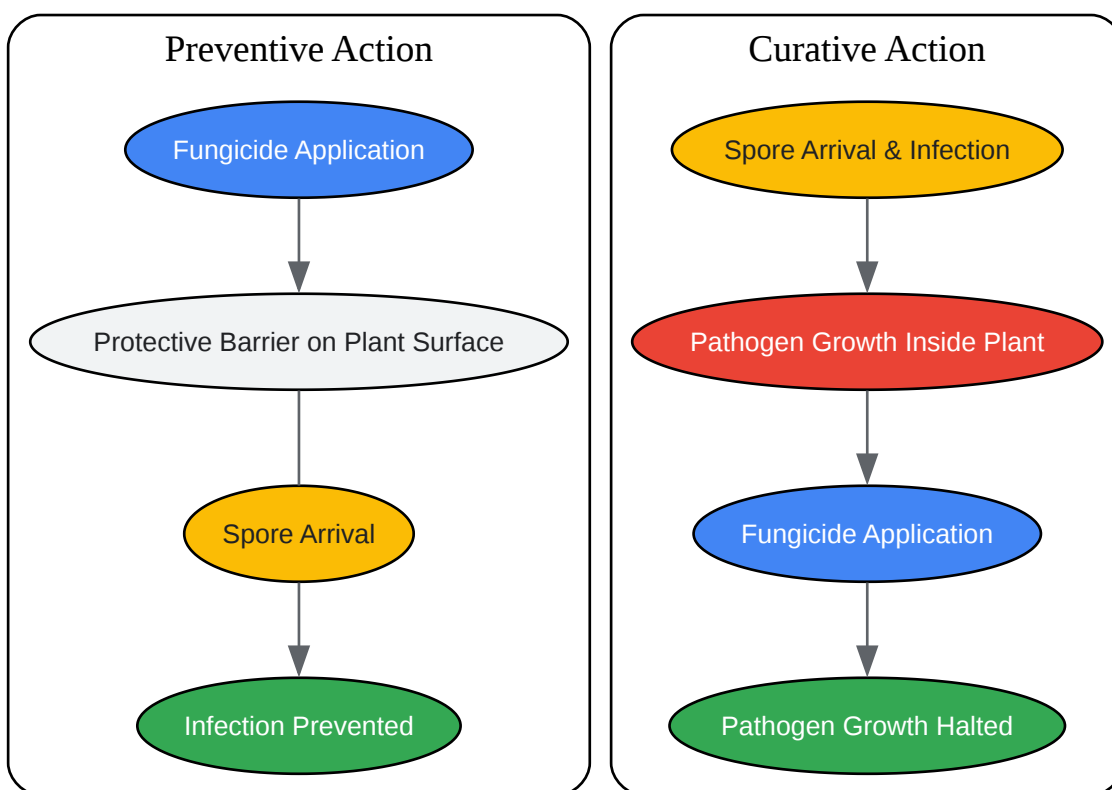 Preventive Action
Fungicide Application
Protective Barrier on Plant Surface
Spore Arrival
Infection Prevented
Curative Action
Spore Arrival & Infection
Pathogen Growth Inside Plant
Fungicide Application
Pathogen Growth Halted